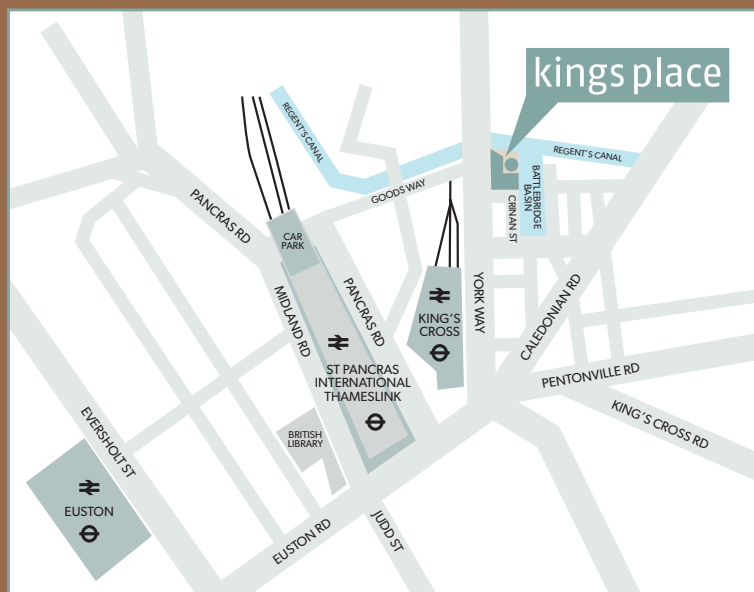 kings place
REGENT'S CANAL
REGENT'S CANAL
BATTLEBRIDGE
BASIN
GOODS WAY
CRINAN ST
PANCRAS RD
CAR
PARK
MIDLAND RD
PANCRAS RD
YORK WAY
CALEDONIAN RD
KING'S
CROSS
ST PANCRAS
INTERNATIONAL
THAMESLINK
PENTONVILLE RD
KING'S CROSS RD
BRITISH
LIBRARY
EVERSHOLT ST
EUSTON
EUSTON RD
JUDD ST